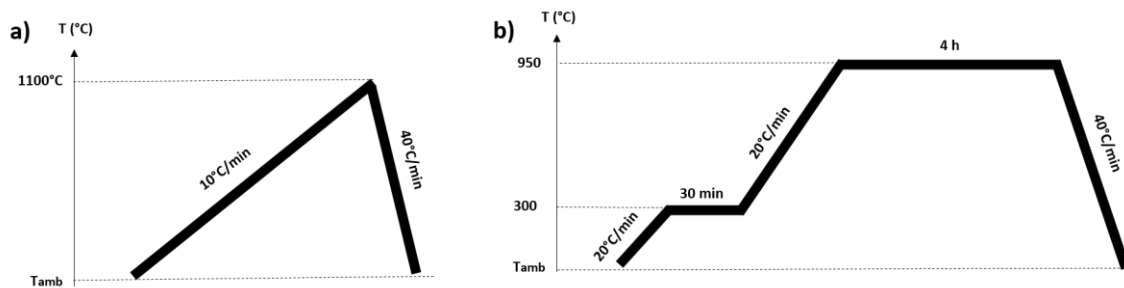 a)
T (°C)
1100°C
10°C/min
40°C/min
Tamb
b)
T (°C)
4 h
950
20°C/min
40°C/min
30 min
300
20°C/min
Tamb